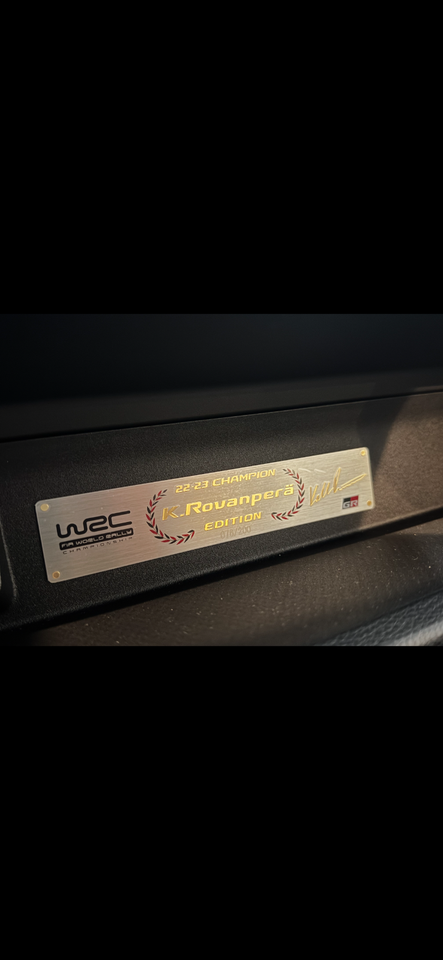 WRC
FIA WORLD RALLY
CHAMPIONSHIP
22-23 CHAMPION
K.Rovanperä
EDITION
GR